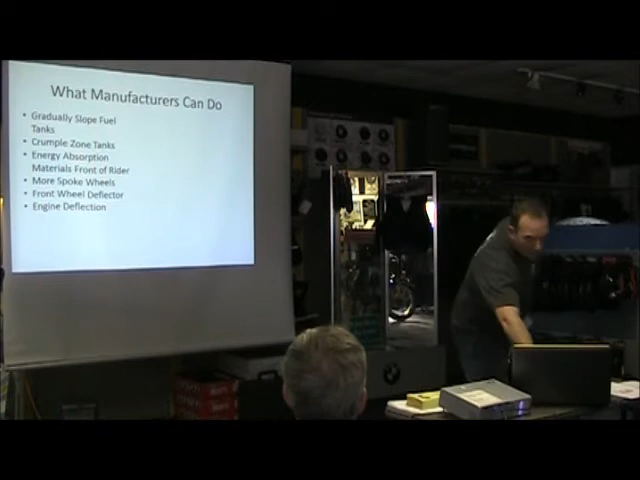 What Manufacturers Can Do
• Gradually Slope Fuel
Tanks
• Crumple Zone Tanks
• Energy Absorption
Materials Front of Rider
• More Spoke Wheels
• Front Wheel Deflector
• Engine Deflection